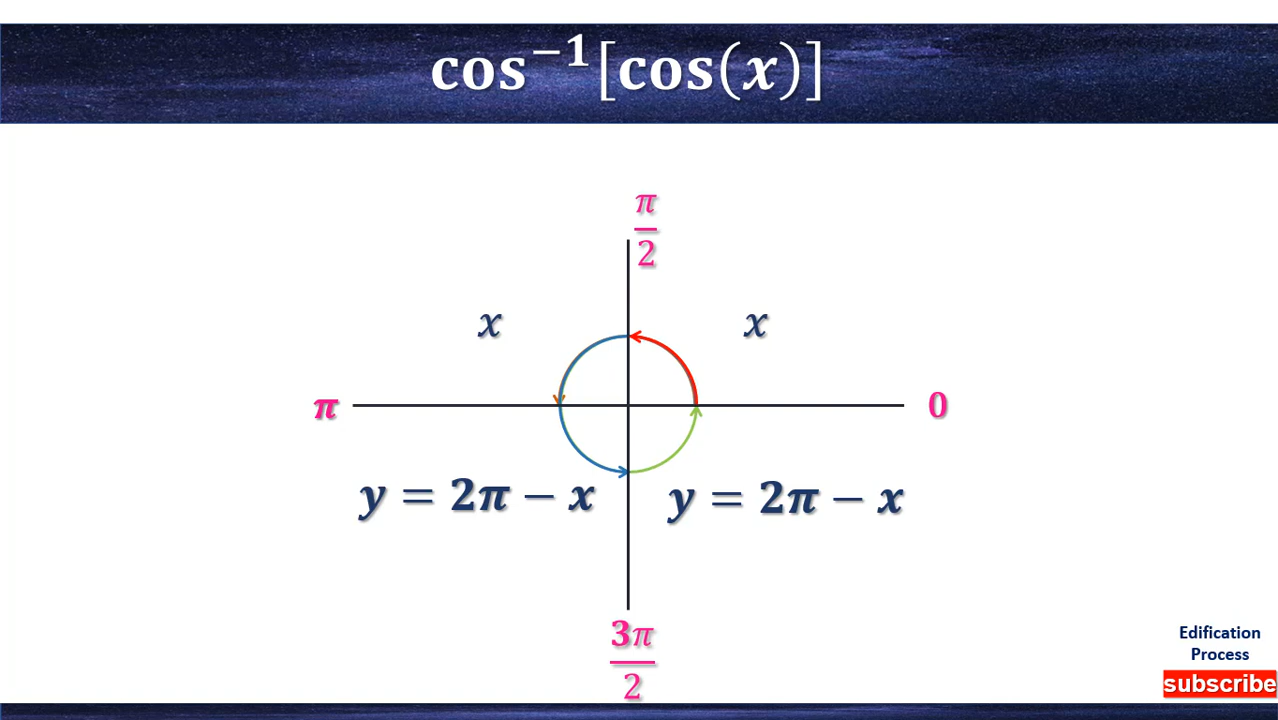 cos⁻¹[cos(x)]
π/2
x x
π 0
y = 2π − x y = 2π − x
3π/2
Edification
Process
subscribe